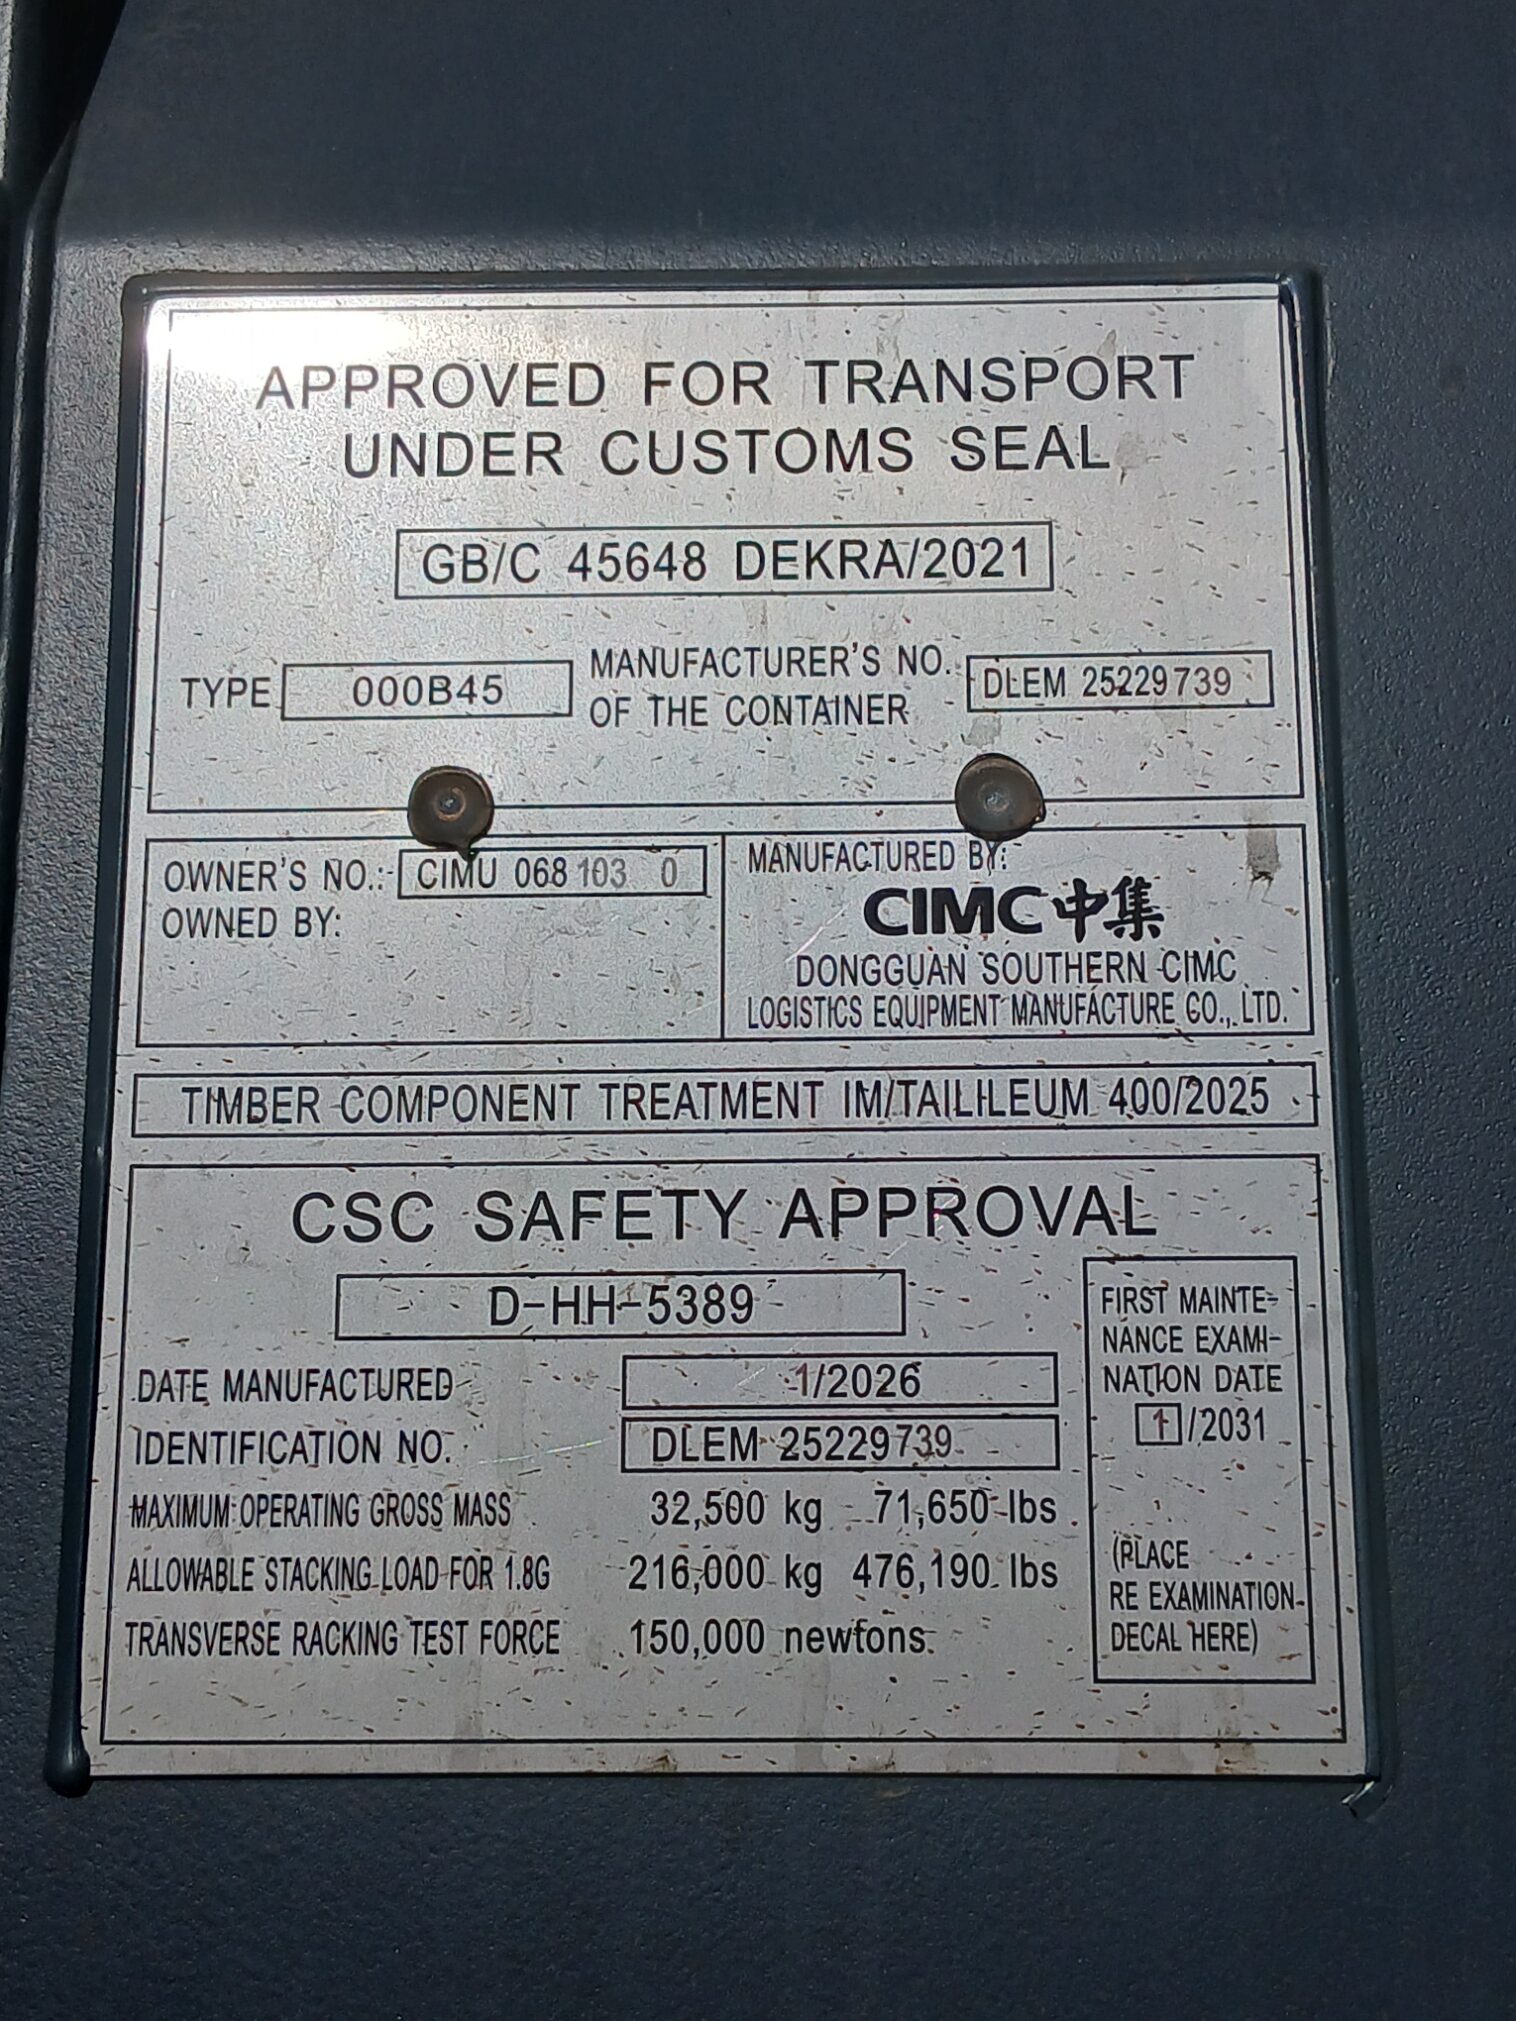 APPROVED FOR TRANSPORT
UNDER CUSTOMS SEAL
GB/C 45648 DEKRA/2021
TYPE 000B45
MANUFACTURER'S NO.
OF THE CONTAINER
DLEM 25229739
OWNER'S NO.: CIMU 068103 0
OWNED BY:
MANUFACTURED BY:
CIMC中集
DONGGUAN SOUTHERN CIMC
LOGISTICS EQUIPMENT MANUFACTURE CO., LTD.
TIMBER COMPONENT TREATMENT IM/TAILILEUM 400/2025
CSC SAFETY APPROVAL
D-HH-5389
DATE MANUFACTURED 1/2026
IDENTIFICATION NO. DLEM 25229739
MAXIMUM OPERATING GROSS MASS 32,500 kg 71,650 lbs
ALLOWABLE STACKING LOAD FOR 1.8G 216,000 kg 476,190 lbs
TRANSVERSE RACKING TEST FORCE 150,000 newtons
FIRST MAINTE-
NANCE EXAMI-
NATION DATE
1/2031
(PLACE
RE EXAMINATION
DECAL HERE)